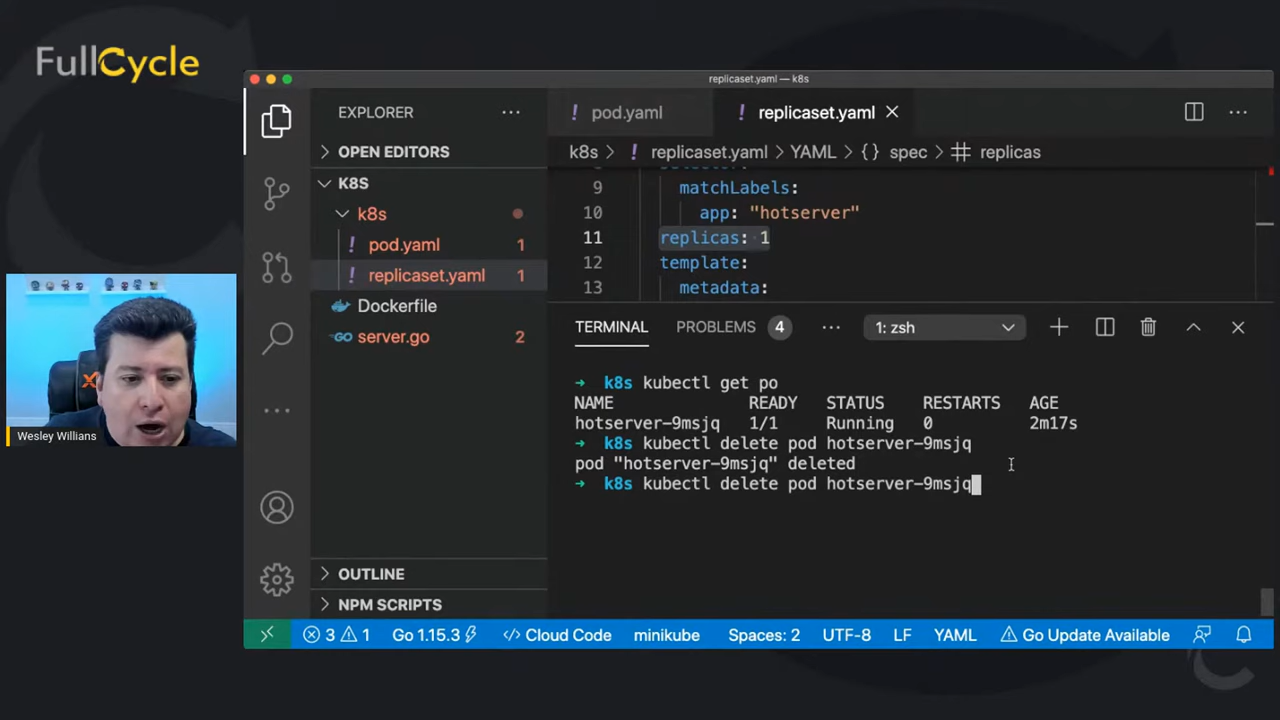 FullCycle
replicaset.yaml — k8s
EXPLORER
OPEN EDITORS
K8S
k8s
pod.yaml 1
replicaset.yaml 1
Dockerfile
GO server.go 2
OUTLINE
NPM SCRIPTS
! pod.yaml ! replicaset.yaml
k8s > ! replicaset.yaml > YAML > {} spec > # replicas
selector:
9 matchLabels:
10 app: "hotserver"
11 replicas: 1
12 template:
13 metadata:
TERMINAL PROBLEMS 4 1: zsh
→ k8s kubectl get po
NAME READY STATUS RESTARTS AGE
hotserver-9msjq 1/1 Running 0 2m17s
→ k8s kubectl delete pod hotserver-9msjq
pod "hotserver-9msjq" deleted
→ k8s kubectl delete pod hotserver-9msjq
Wesley Willians
3 1 Go 1.15.3 Cloud Code minikube Spaces: 2 UTF-8 LF YAML Go Update Available